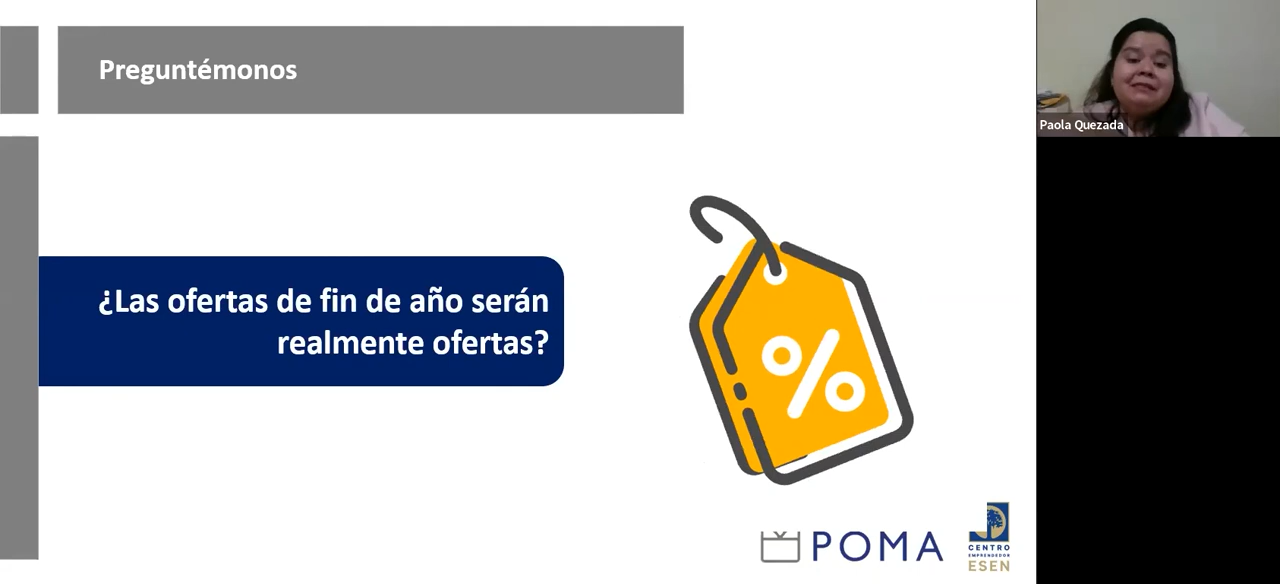 Preguntémonos
Paola Quezada
¿Las ofertas de fin de año serán
realmente ofertas?
%
POMA
CENTRO
EMPRENDEDOR
ESEN